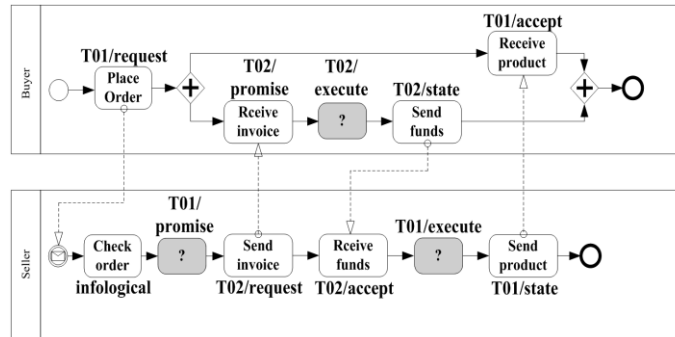 Buyer
T01/request
Place
Order
T02/
promise
Rceive
invoice
T02/
execute
?
T02/state
Send
funds
T01/accept
Receive
product
Seller
Check
order
infological
T01/
promise
?
Send
invoice
T02/request
Rceive
funds
T02/accept
T01/execute
?
Send
product
T01/state